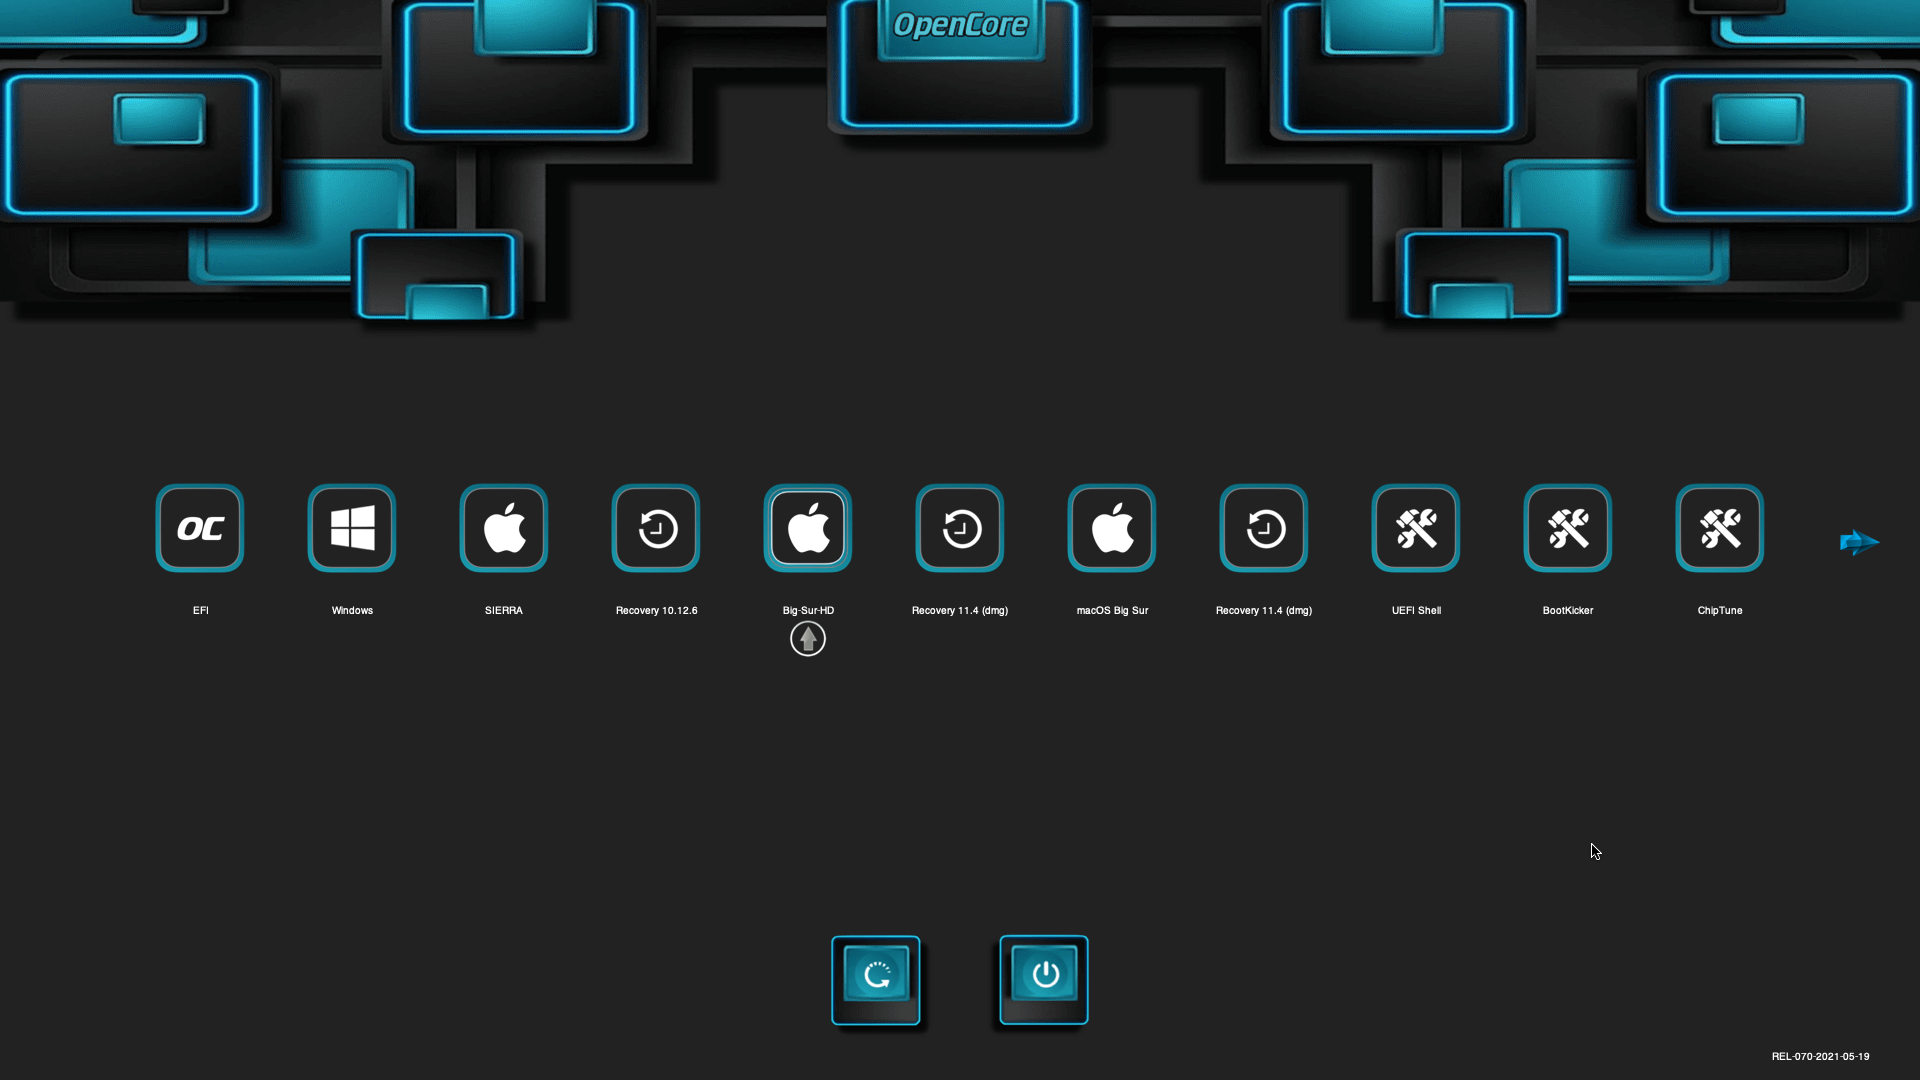 OpenCore
OC
EFI
Windows
SIERRA
Recovery 10.12.6
Big-Sur-HD
Recovery 11.4 (dmg)
macOS Big Sur
Recovery 11.4 (dmg)
UEFI Shell
BootKicker
ChipTune
REL-070-2021-05-19